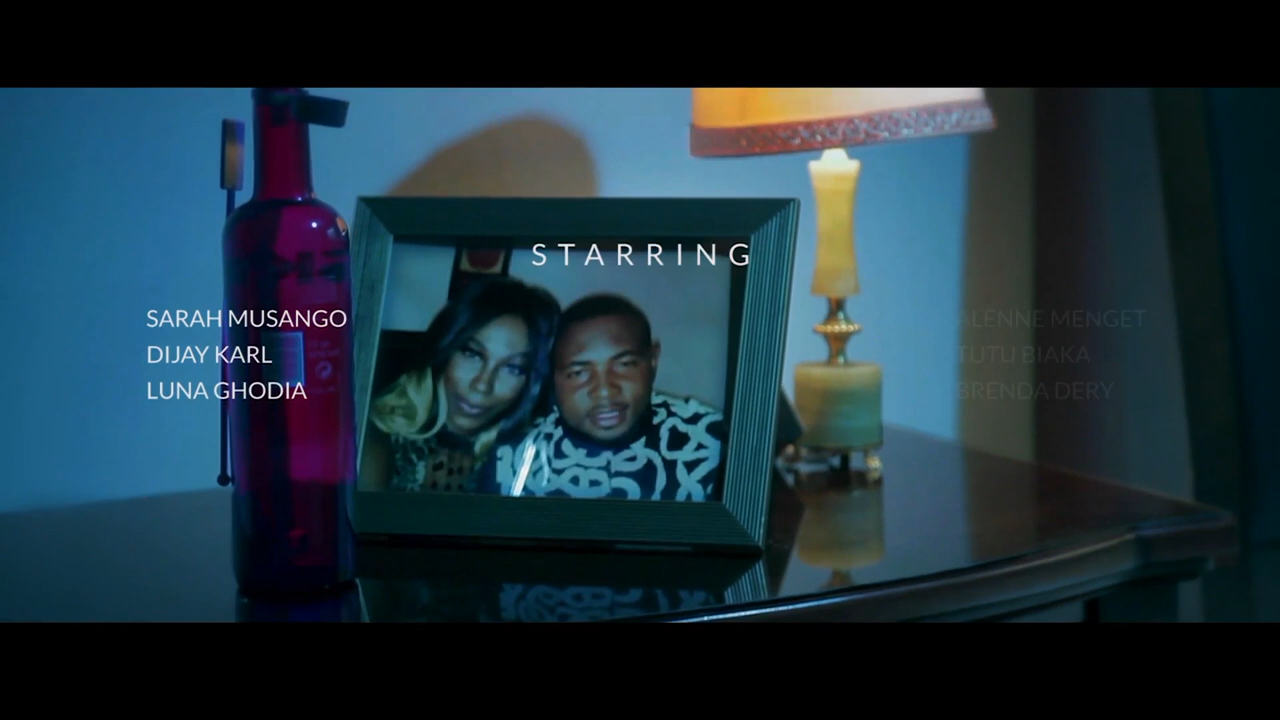 STARRING
SARAH MUSANGO
DIJAY KARL
LUNA GHODIA
ALENNE MENGET
TUTU BIAKA
BRENDA DERY